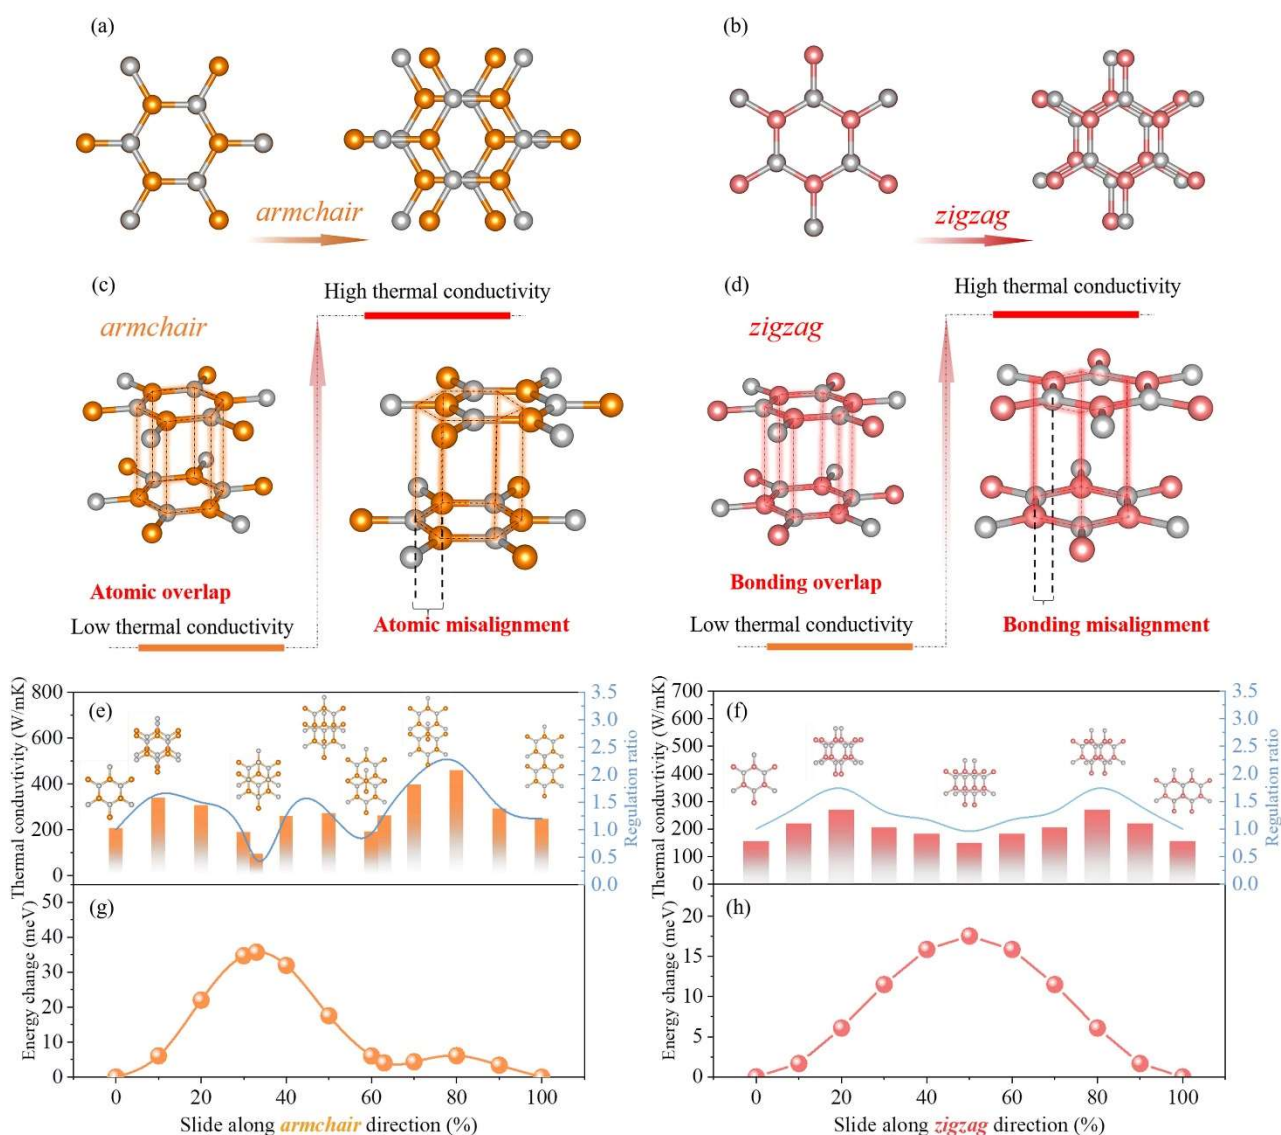 (a)
armchair
(b)
zigzag
(c)
High thermal conductivity
armchair
Atomic overlap
Low thermal conductivity
Atomic misalignment
(d)
High thermal conductivity
zigzag
Bonding overlap
Low thermal conductivity
Bonding misalignment
(e)
Thermal conduvtivity (W/mK)
800
600
400
200
0
3.5
3.0
2.5
2.0
1.5
1.0
0.5
0.0
Regulation ratio
(f)
Thermal conduvtivity (W/mK)
700
600
500
400
300
200
100
0
3.5
3.0
2.5
2.0
1.5
1.0
0.5
0.0
Regulation ratio
(g)
Energy change (meV)
50
40
30
20
10
0
0 20 40 60 80 100
Slide along armchair direction (%)
(h)
Energy change (meV)
20
15
10
5
0
0 20 40 60 80 100
Slide along zigzag direction (%)